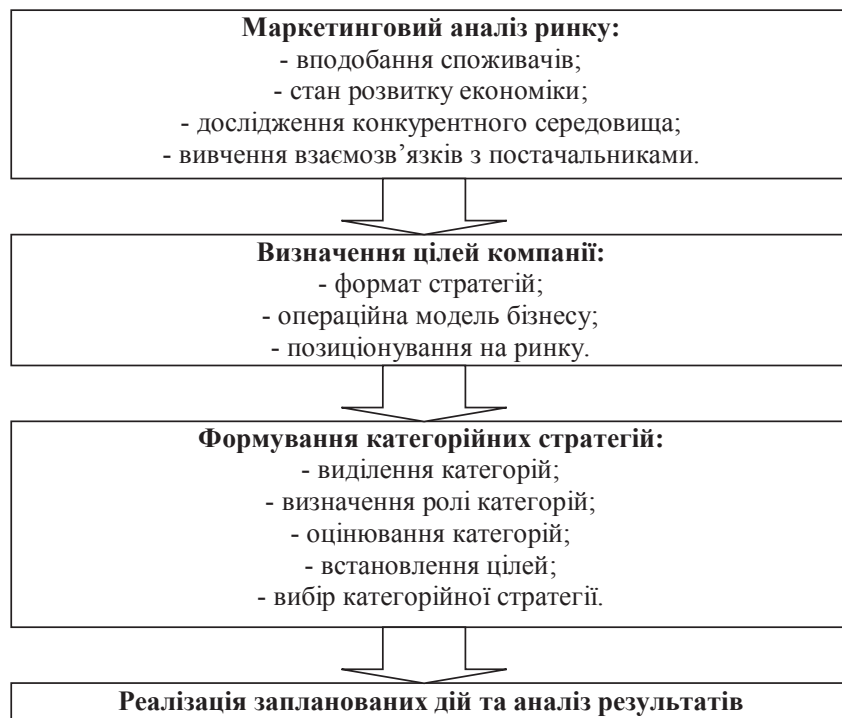 Маркетинговий аналіз ринку:
- вподобання споживачів;
- стан розвитку економіки;
- дослідження конкурентного середовища;
- вивчення взаємозв’язків з постачальниками.
Визначення цілей компанії:
- формат стратегій;
- операційна модель бізнесу;
- позиціонування на ринку.
Формування категорійних стратегій:
- виділення категорій;
- визначення ролі категорій;
- оцінювання категорій;
- встановлення цілей;
- вибір категорійної стратегії.
Реалізація запланованих дій та аналіз результатів